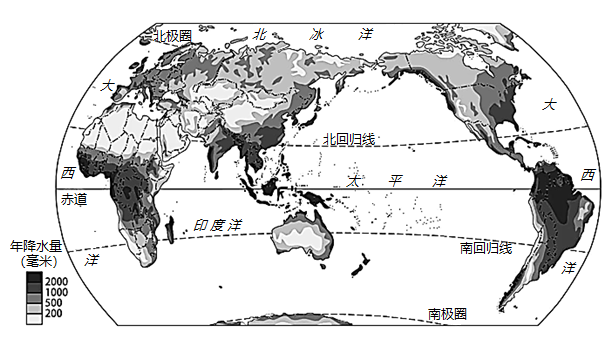 北极圈
北 冰 洋
大
大
北回归线
西
西
太 平 洋
赤道
印度洋
南回归线
洋
洋
年降水量
(毫米)
2000
1000
500
200
南极圈